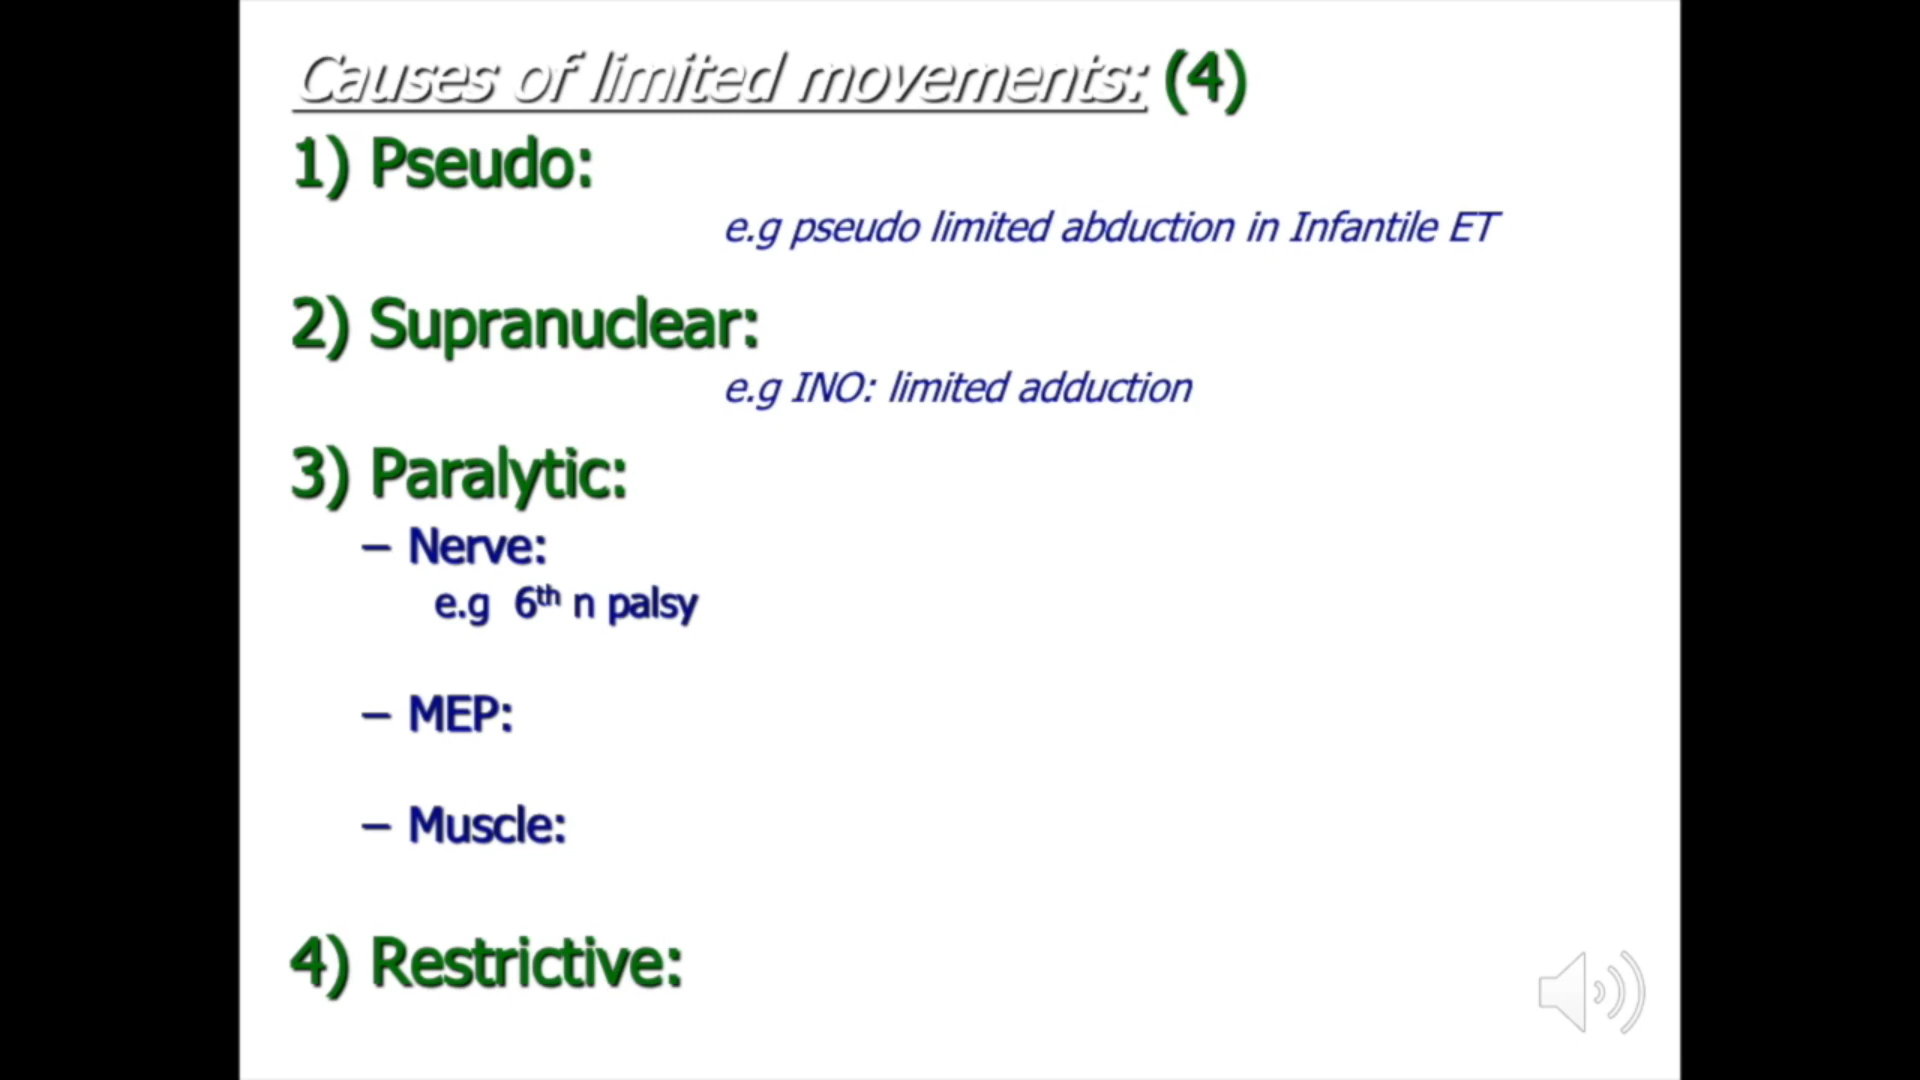 Causes of limited movements: (4)
1) Pseudo:
e.g pseudo limited abduction in Infantile ET
2) Supranuclear:
e.g INO: limited adduction
3) Paralytic:
– Nerve:
e.g 6th n palsy
– MEP:
– Muscle:
4) Restrictive: